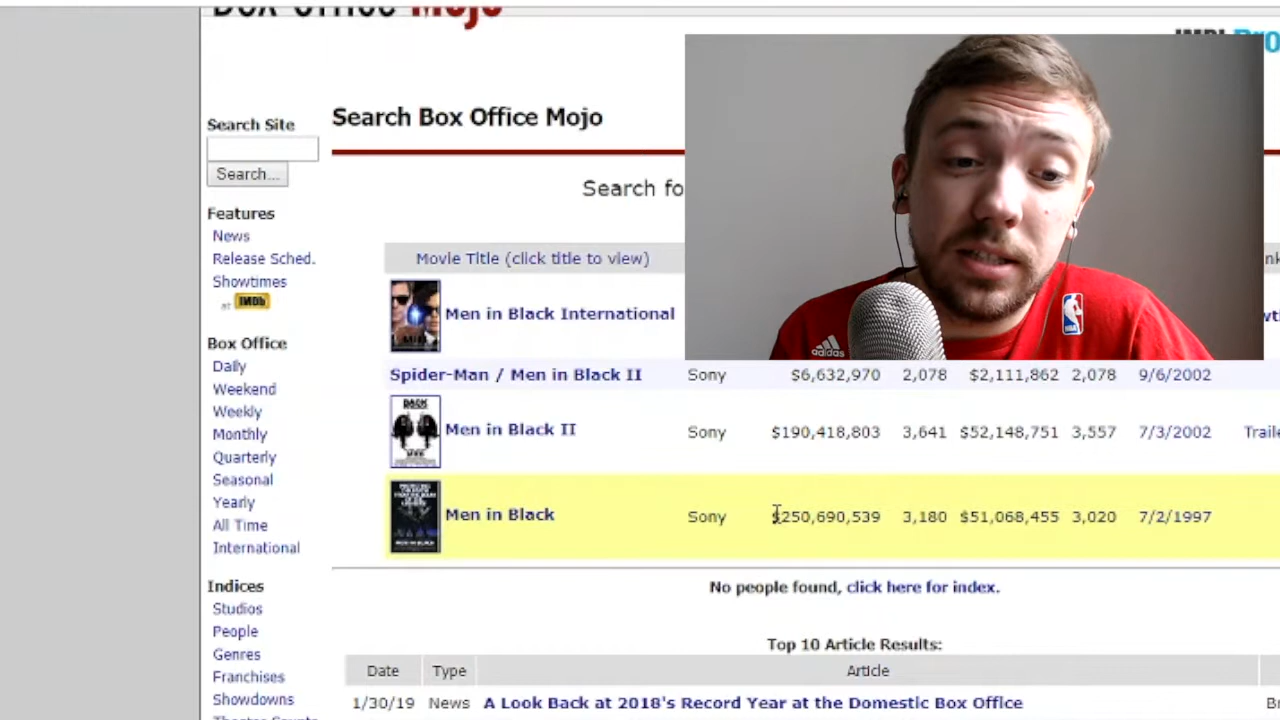 Box Office Mojo
Search Site
Search...
Features
News
Release Sched.
Showtimes
at IMDb
Box Office
Daily
Weekend
Weekly
Monthly
Quarterly
Seasonal
Yearly
All Time
International
Indices
Studios
People
Genres
Franchises
Showdowns
Search Box Office Mojo
Search fo
Movie Title (click title to view)
Men in Black International
Spider-Man / Men in Black II Sony $6,632,970 2,078 $2,111,862 2,078 9/6/2002
Men in Black II Sony $190,418,803 3,641 $52,148,751 3,557 7/3/2002 Traile
Men in Black Sony $250,690,539 3,180 $51,068,455 3,020 7/2/1997
No people found, click here for index.
Top 10 Article Results:
Date Type Article
1/30/19 News A Look Back at 2018's Record Year at the Domestic Box Office
adidas
NBA